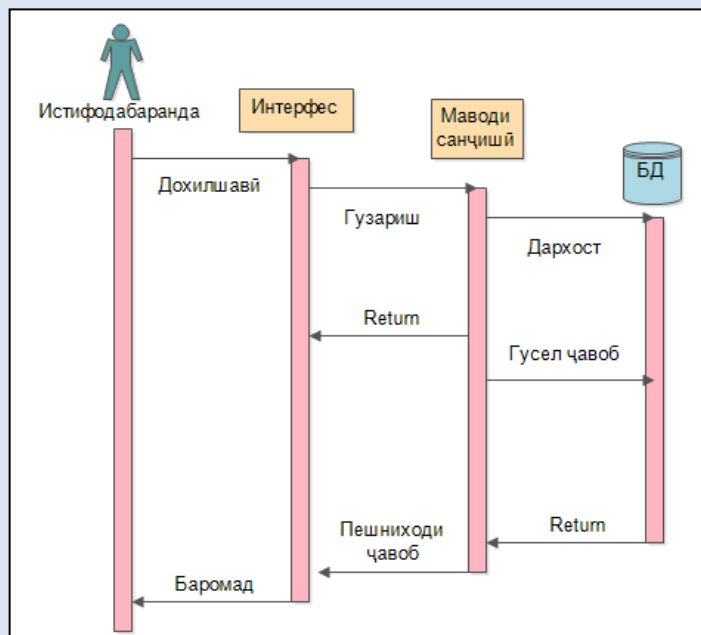 Истифодабаранда
Интерфес
Маводи
санҷишӣ
БД
Дохилшавӣ
Гузариш
Дархост
Return
Гусел ҷавоб
Return
Пешниходи
ҷавоб
Баромад